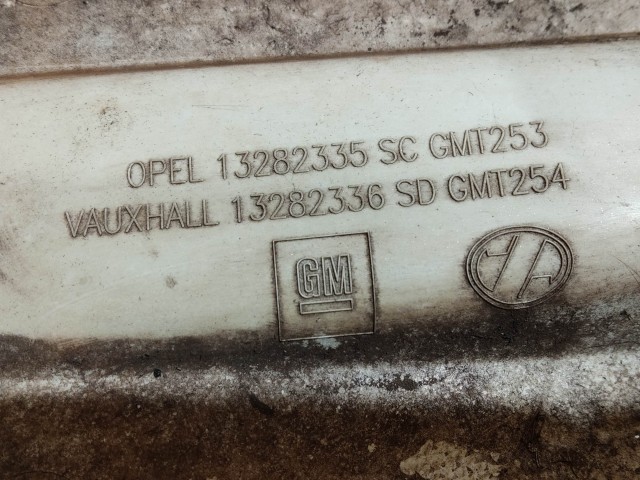 OPEL 13282335 SC GMT253
VAUXHALL 13282336 SD GMT254
GM